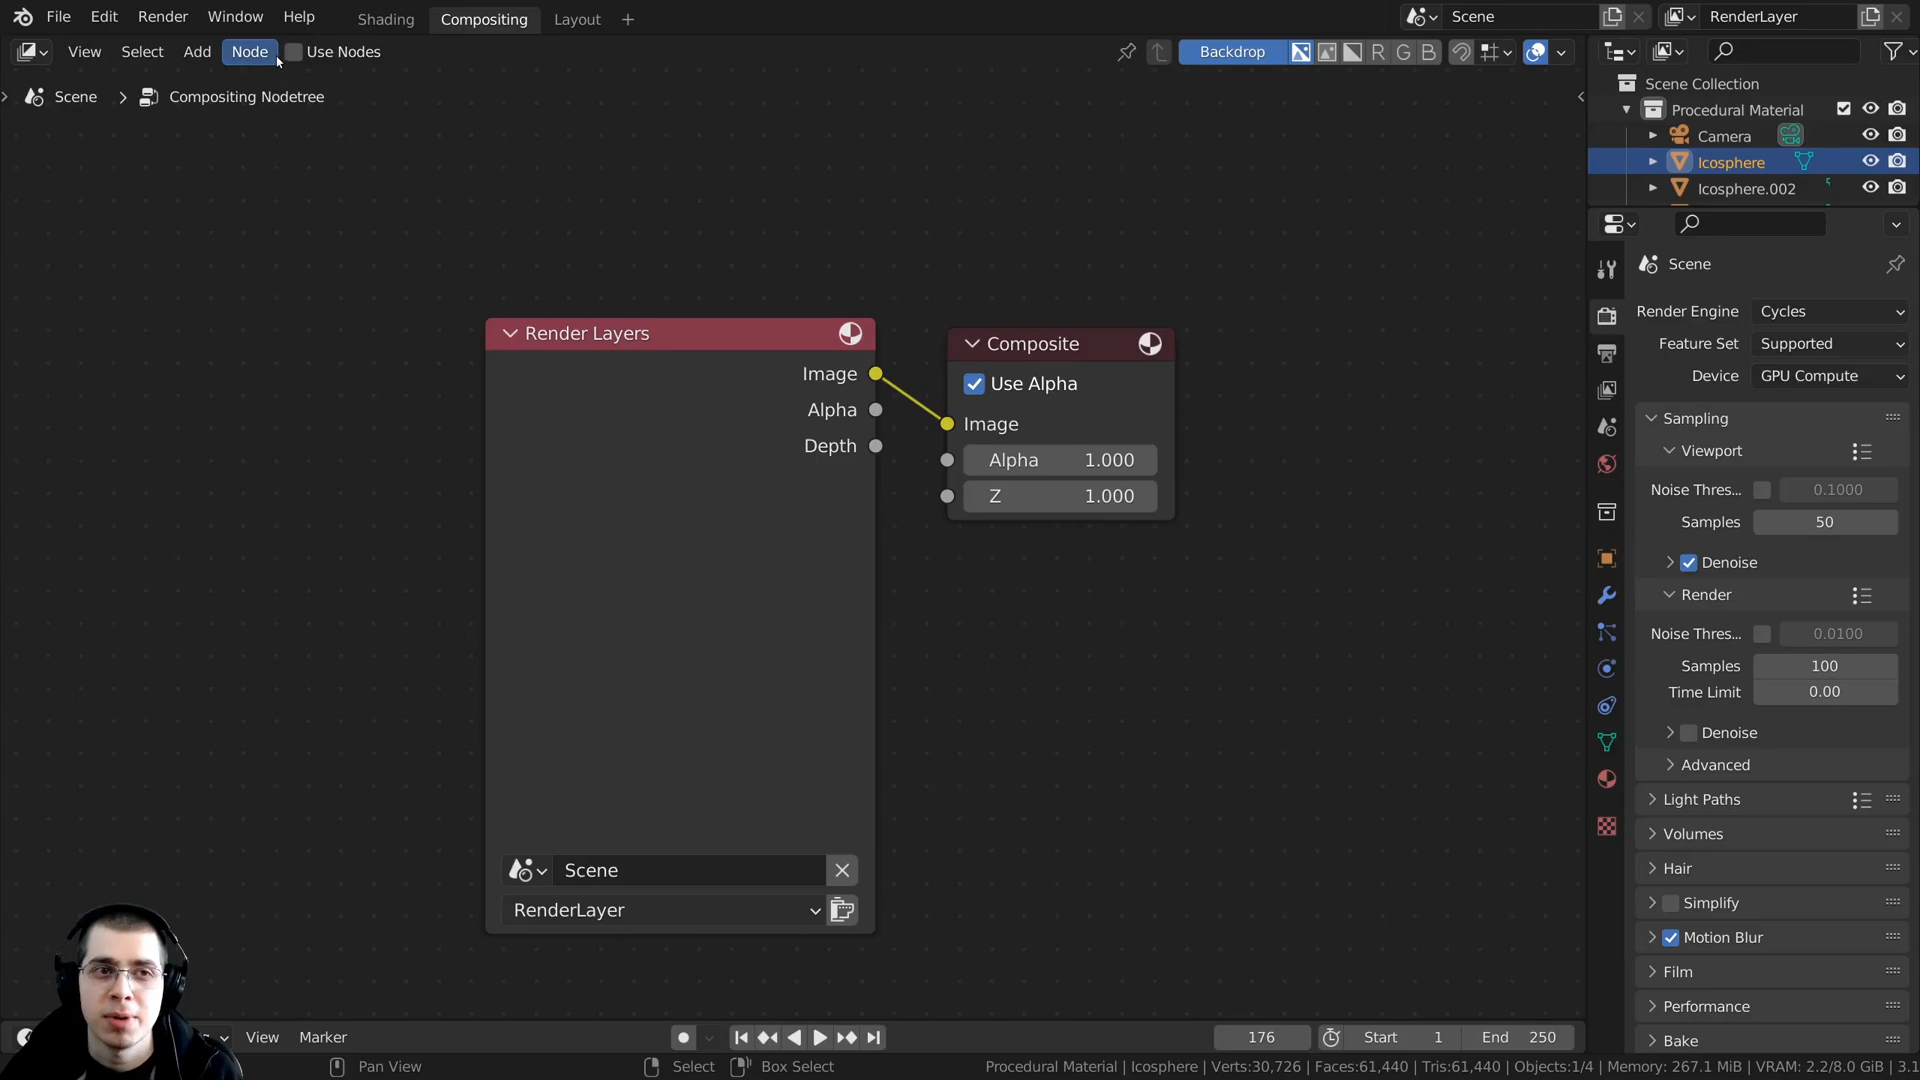 File Edit Render Window Help Shading Compositing Layout + Scene RenderLayer
View Select Add Node Use Nodes Backdrop R G B
Scene > Compositing Nodetree
Render Layers
Image
Alpha
Depth
Scene
RenderLayer
Composite
Use Alpha
Image
Alpha 1.000
Z 1.000
Scene Collection
Procedural Material
Camera
Icosphere
Icosphere.002
Scene
Render Engine Cycles
Feature Set Supported
Device GPU Compute
Sampling
Viewport
Noise Thres... 0.1000
Samples 50
Denoise
Render
Noise Thres... 0.0100
Samples 100
Time Limit 0.00
Denoise
Advanced
Light Paths
Volumes
Hair
Simplify
Motion Blur
Film
Performance
Bake
View Marker 176 Start 1 End 250
Pan View Select Box Select Procedural Material | Icosphere | Verts:30,726 | Faces:61,440 | Tris:61,440 | Objects:1/4 | Memory: 267.1 MiB | VRAM: 2.2/8.0 GiB | 3.1